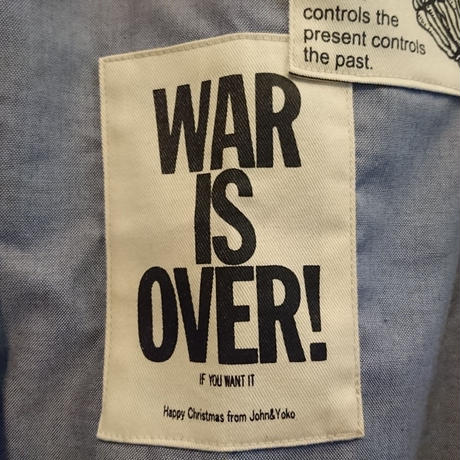 controls the
present controls
the past.
WAR
IS
OVER!
IF YOU WANT IT
Happy Christmas from John&Yoko